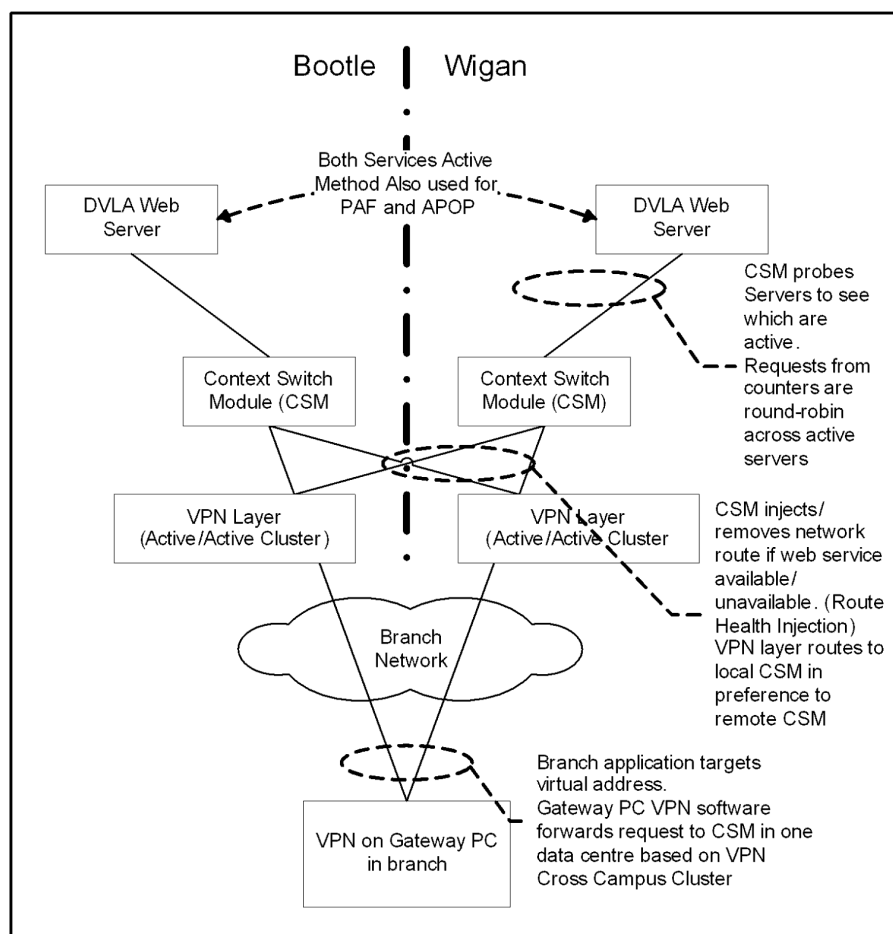 Bootle
Wigan
Both Services Active
Method Also used for
PAF and APOP
DVLA Web
Server
DVLA Web
Server
CSM probes
Servers to see
which are
active.
Requests from
counters are
round-robin
across active
servers
Context Switch
Module (CSM
Context Switch
Module (CSM)
VPN Layer
(Active/Active Cluster)
VPN Layer
(Active/Active Cluster
CSM injects/
removes network
route if web service
available/
unavailable. (Route
Health Injection)
VPN layer routes to
local CSM in
preference to
remote CSM
Branch
Network
Branch application targets
virtual address.
Gateway PC VPN software
forwards request to CSM in one
data centre based on VPN
Cross Campus Cluster
VPN on Gateway PC
in branch